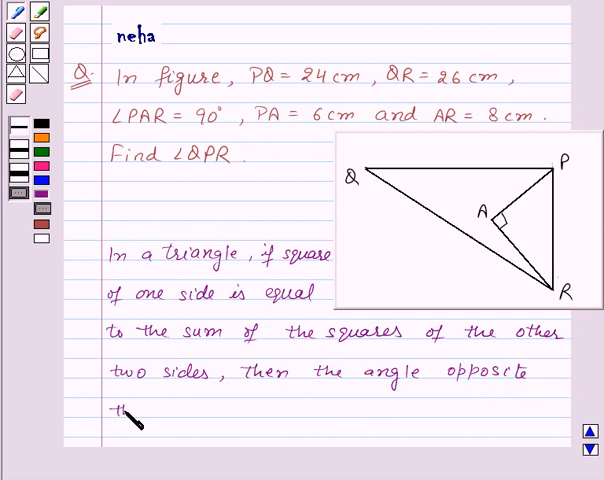 neha
Q. In figure, PQ = 24 cm, QR = 26 cm,
∠PAR = 90°, PA = 6 cm and AR = 8 cm.
Find ∠QPR.
Q
P
A
R
In a triangle, if square
of one side is equal
to the sum of the squares of the other
two sides, then the angle opposite
th